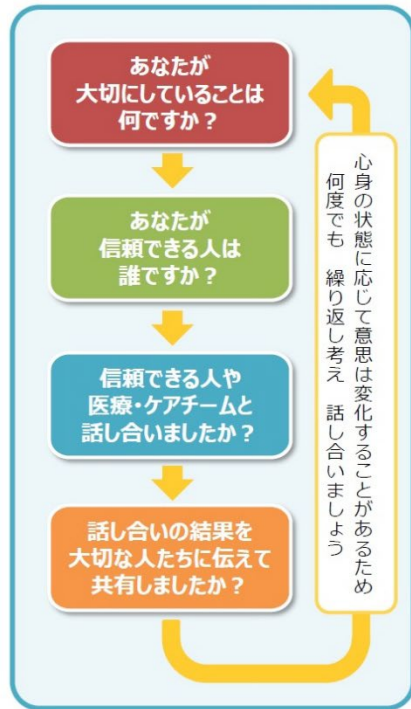 あなたが
大切にしていることは
何ですか？
あなたが
信頼できる人は
誰ですか？
信頼できる人や
医療・ケアチームと
話し合いましたか？
話し合いの結果を
大切な人たちに伝えて
共有しましたか？
心身の状態に応じて意思は変化することがあるため
何度でも　繰り返し考え　話し合いましょう